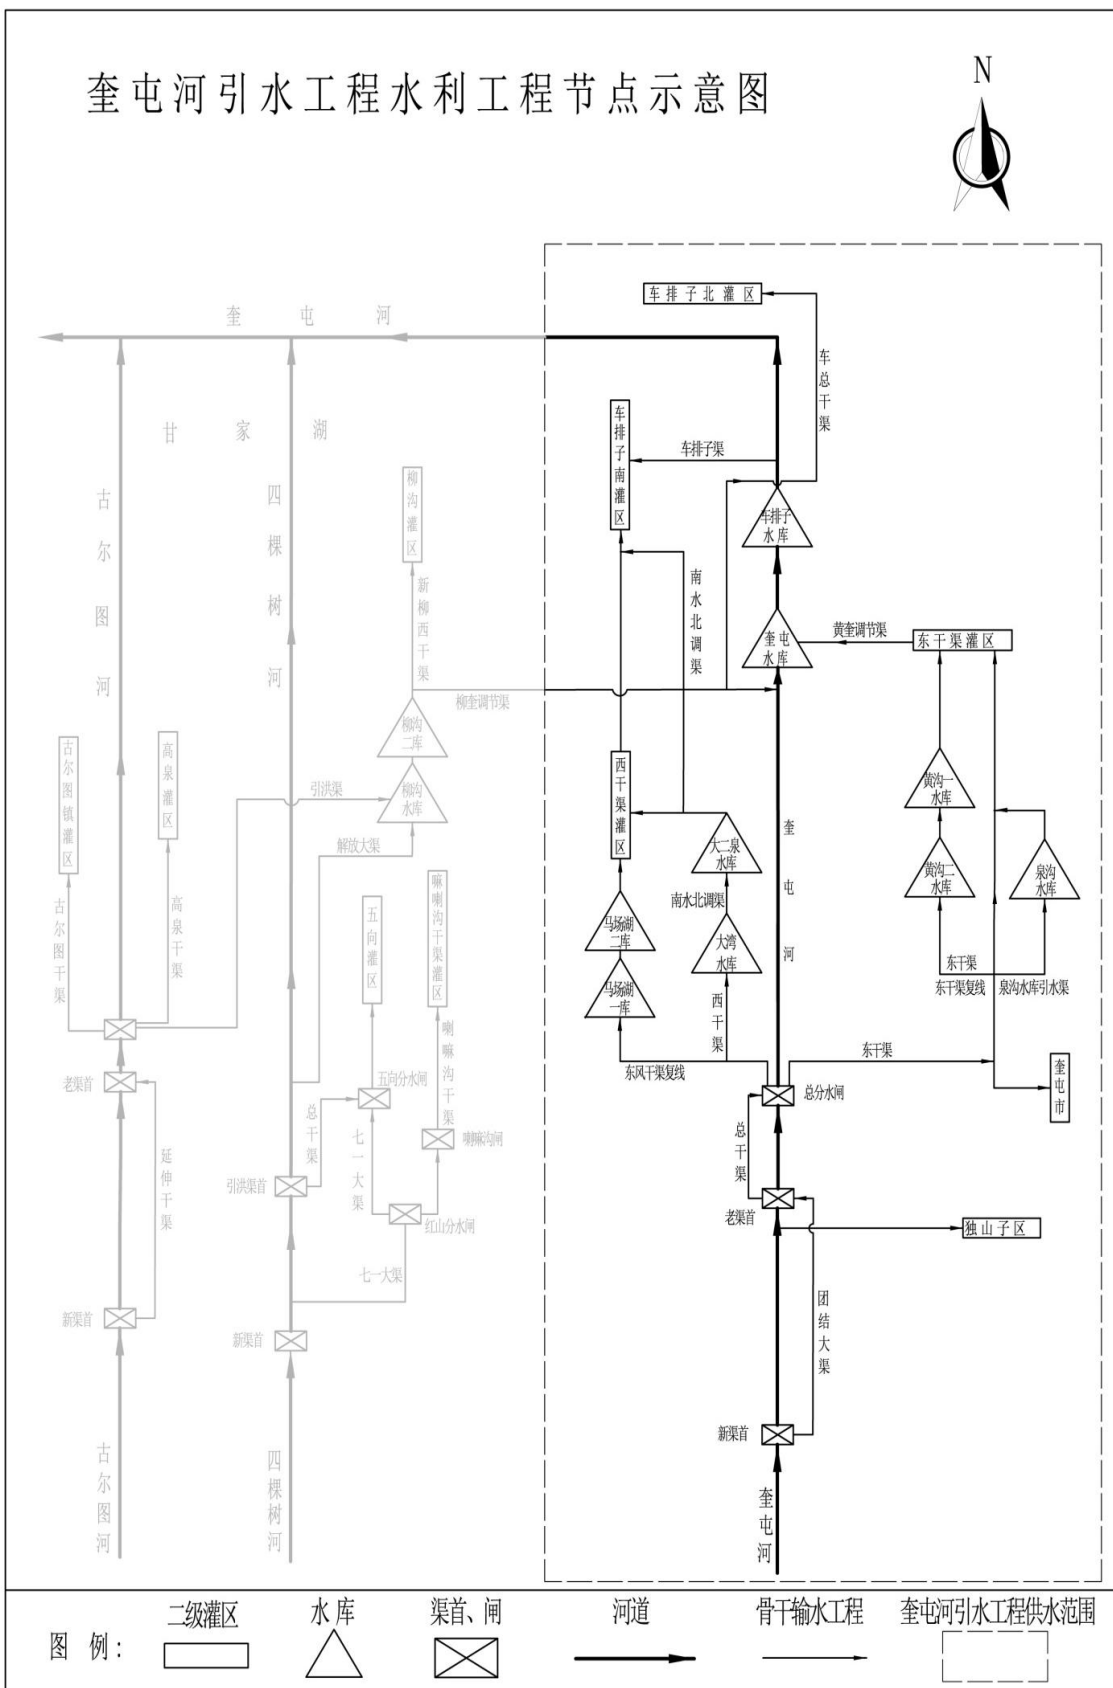 奎屯河引水工程水利工程节点示意图
N
车排子北灌区
奎屯河
车总干渠
甘家湖
车排子南灌区
车排子渠
古尔图河
四棵树河
柳沟灌区
车排子水库
新柳西干渠
南水北调渠
奎屯水库
黄奎调节渠
东干渠灌区
柳奎调节渠
柳沟二库
古尔图镇灌区
高泉灌区
引洪渠
柳沟水库
西干渠灌区
黄沟一水库
奎屯河
解放大渠
大二泉水库
黄沟二水库
泉沟水库
嘛喇沟干渠灌区
五向灌区
古尔图干渠
高泉干渠
南水北调渠
马场湖二库
大湾水库
东干渠
东干渠复线
泉沟水库引水渠
马场湖一库
西干渠
喇嘛沟干渠
东干渠
东风干渠复线
老渠首
五向分水闸
总分水闸
奎屯市
总干渠
七一大渠
喇嘛沟闸
总干渠
延伸干渠
引洪渠首
红山分水闸
老渠首
独山子区
七一大渠
团结大渠
新渠首
新渠首
新渠首
古尔图河
四棵树河
奎屯河
图例：
二级灌区
水库
渠首、闸
河道
骨干输水工程
奎屯河引水工程供水范围